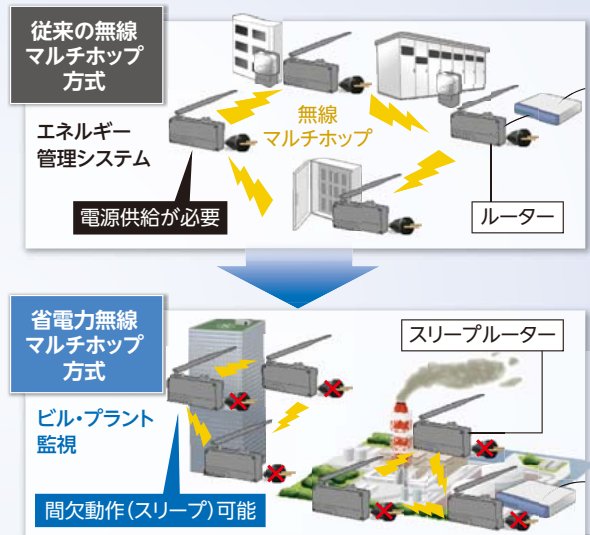 従来の無線
マルチホップ
方式
エネルギー
管理システム
無線
マルチホップ
電源供給が必要
ルーター
省電力無線
マルチホップ
方式
スリープルーター
ビル・プラント
監視
間欠動作(スリープ)可能